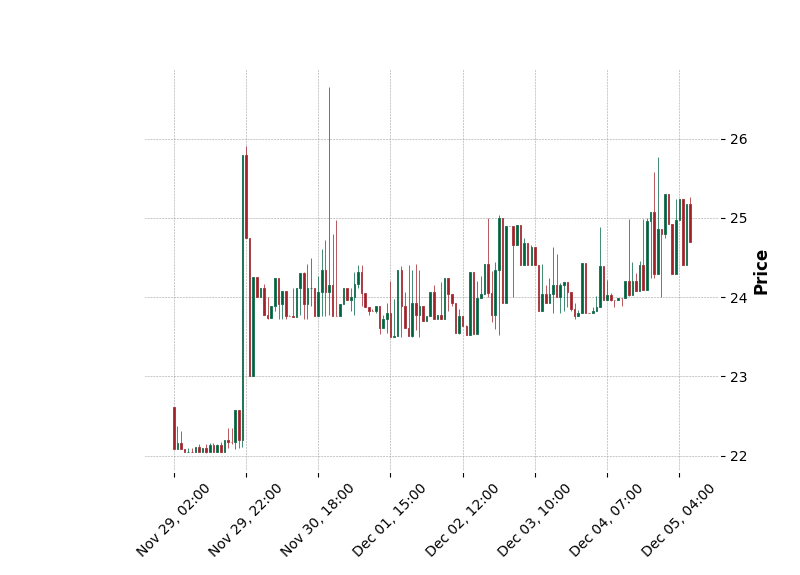 26
25
24
23
22
Price
Nov 29, 02:00
Nov 29, 22:00
Nov 30, 18:00
Dec 01, 15:00
Dec 02, 12:00
Dec 03, 10:00
Dec 04, 07:00
Dec 05, 04:00